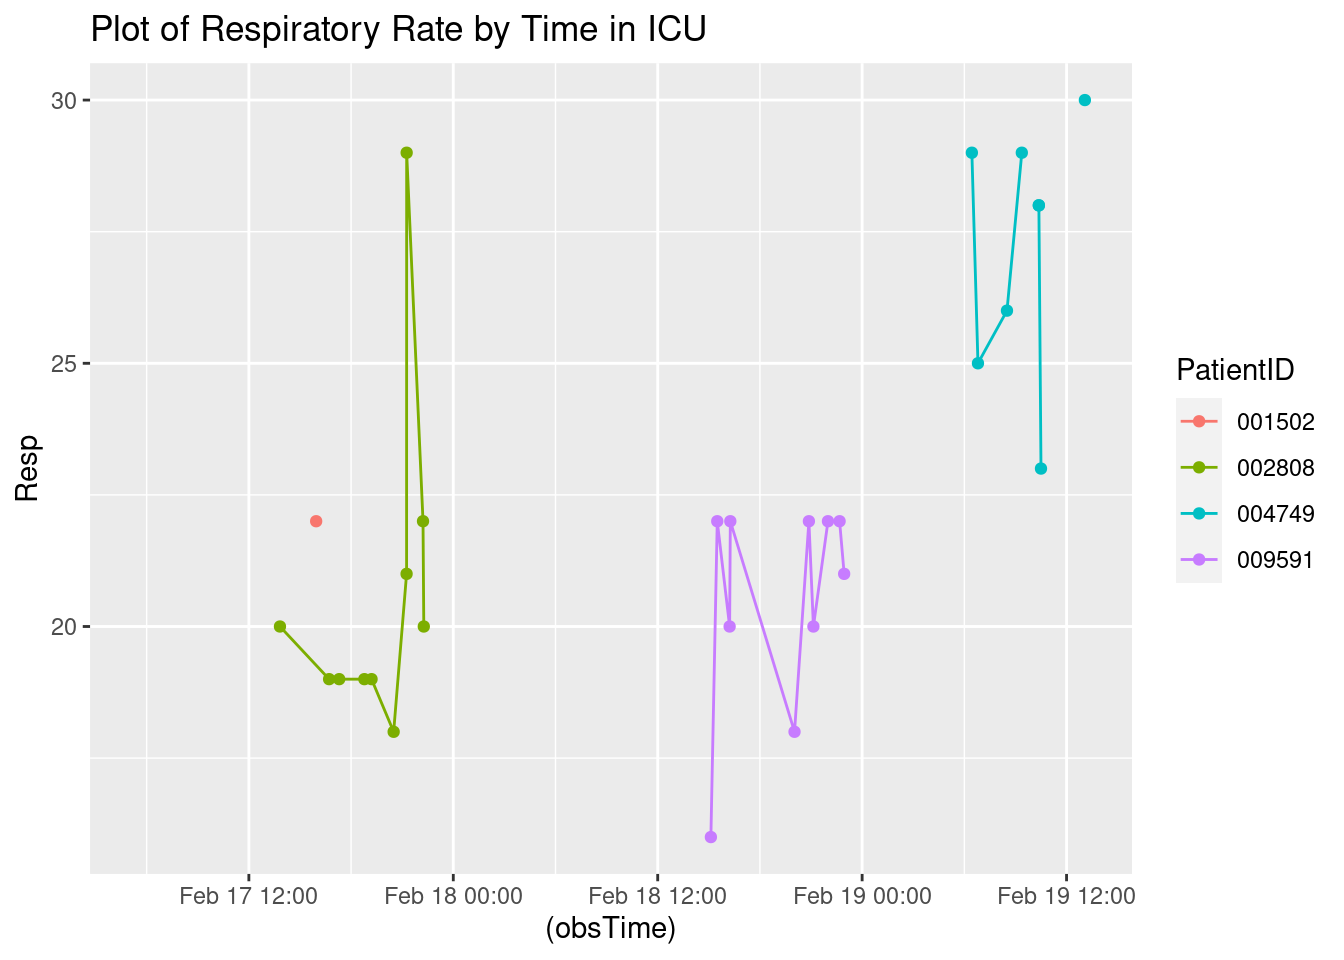 Plot of Respiratory Rate by Time in ICU
30
25
20
Resp
Feb 17 12:00
Feb 18 00:00
Feb 18 12:00
Feb 19 00:00
Feb 19 12:00
(obsTime)
PatientID
001502
002808
004749
009591